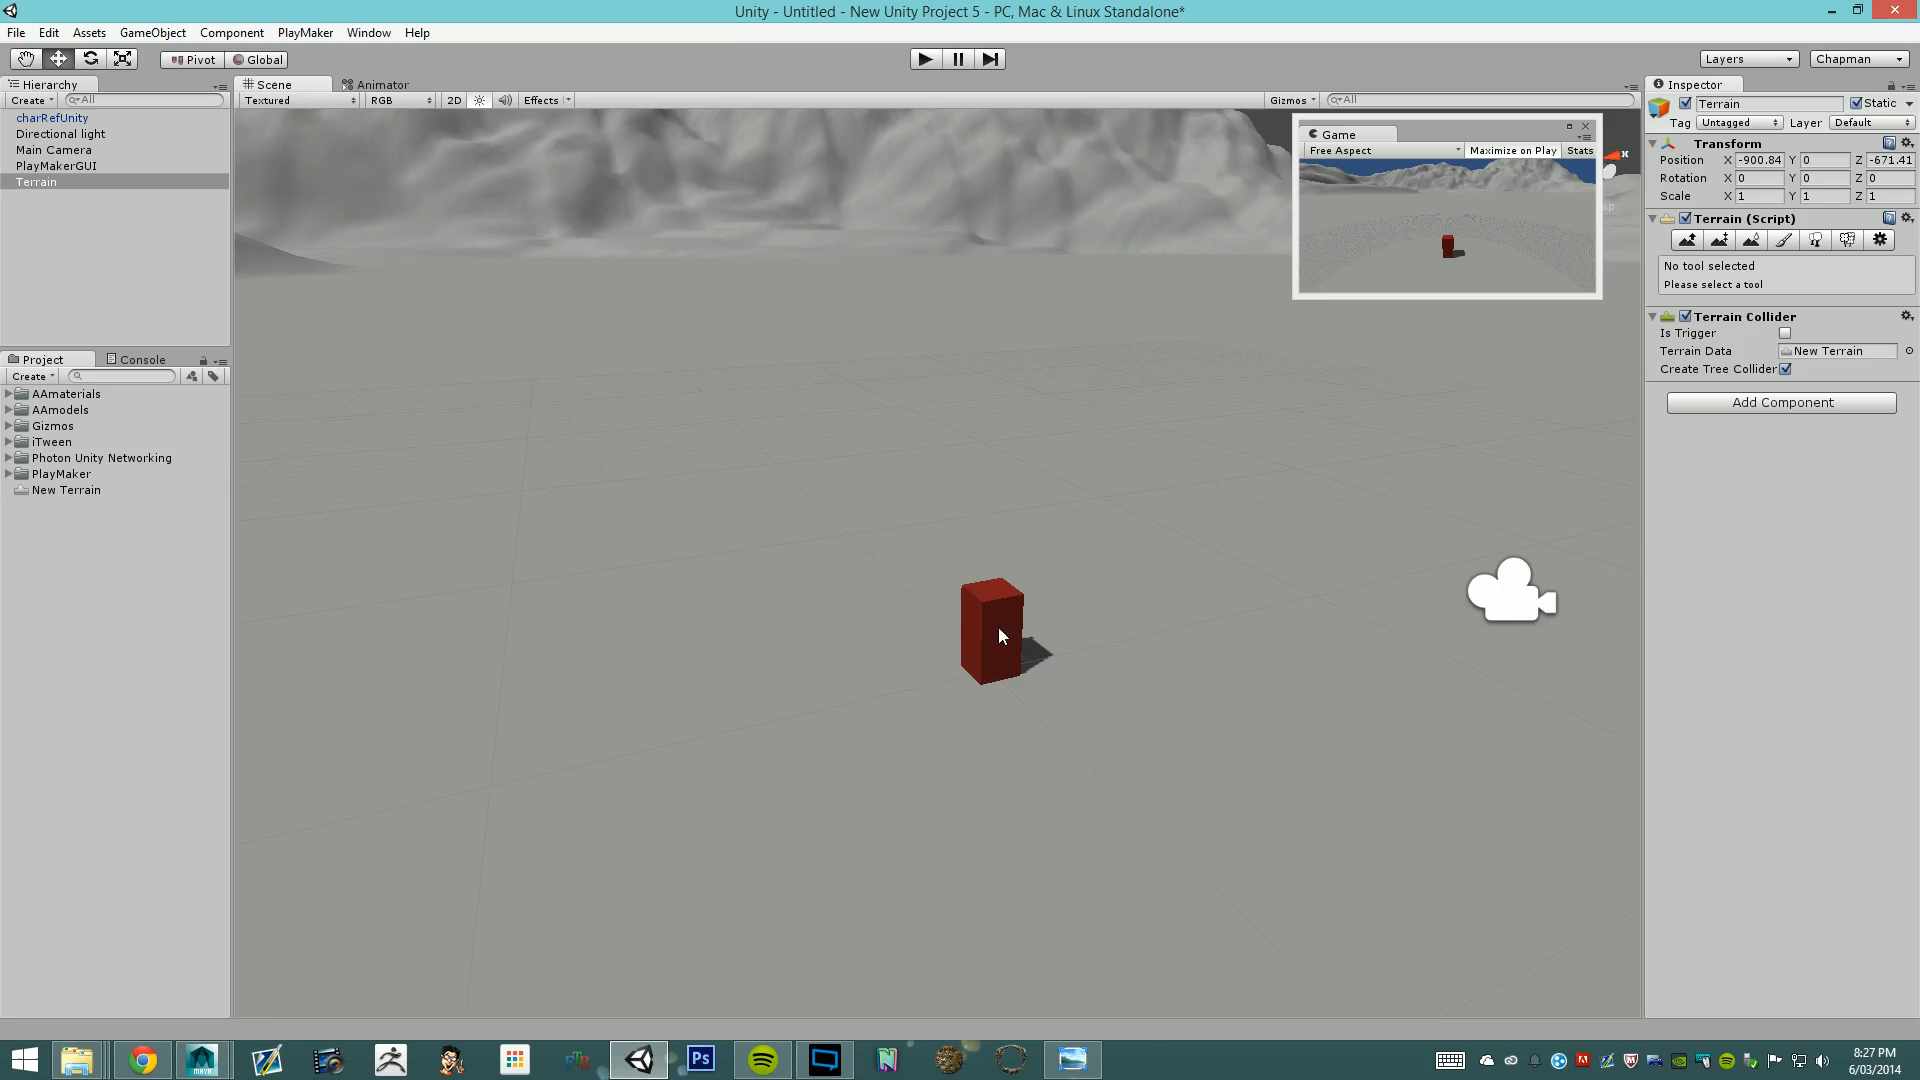 Unity - Untitled - New Unity Project 5 - PC, Mac & Linux Standalone*
File Edit Assets GameObject Component PlayMaker Window Help
Pivot Global Layers Chapman
Hierarchy
Create All
charRefUnity
Directional light
Main Camera
PlayMakerGUI
Terrain
Project Console
Create
AAmaterials
AAmodels
Gizmos
iTween
Photon Unity Networking
PlayMaker
New Terrain
Scene Animator
Textured RGB 2D Effects Gizmos All
Game
Free Aspect Maximize on Play Stats
x
Inspector
Terrain Static
Tag Untagged Layer Default
Transform
Position X -900.84 Y 0 Z -671.41
Rotation X 0 Y 0 Z 0
Scale X 1 Y 1 Z 1
Terrain (Script)
No tool selected
Please select a tool
Terrain Collider
Is Trigger
Terrain Data New Terrain
Create Tree Collider
Add Component
MAYA
Ps
8:27 PM
6/03/2014